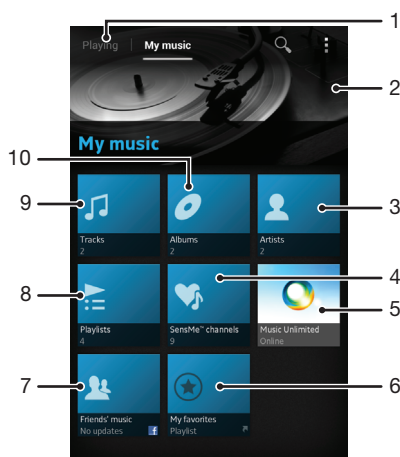 1
Playing My music
2
My music
10
9
3
Tracks
2
Albums
2
Artists
2
4
8
5
Playlists
4
SensMe™ channels
9
Music Unlimited
Online
7
6
Friends' music
No updates f
My favorites
Playlist